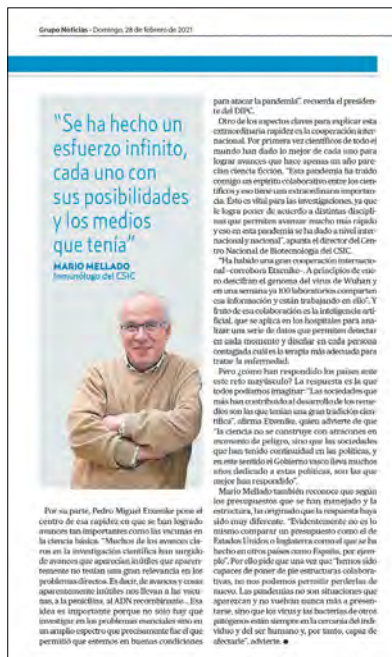 Grupo Noticias - Domingo, 28 de febrero de 2021
"Se ha hecho un
esfuerzo infinito,
cada uno con
sus posibilidades
y los medios
que tenía"
MARIO MELLADO
Inmunólogo del CSIC
Por su parte, Pedro Miguel Etxenike pone el
centro de esa rapidez en que se han logrado
avances tan importantes como las vacunas en
la ciencia básica. "Muchos de los avances cla-
ros en la investigación científica han surgido
de avances que aparecían inútiles que aparen-
temente no tenían una gran relevancia en los
problemas directos. Es decir, de avances y cosas
aparentemente inútiles nos llevan a las vacu-
nas, a la penicilina, al ADN recombinante... Esa
idea es importante porque no sólo hay que
investigar en los problemas esenciales sino en
un amplio espectro que precisamente fue el que
permitió que estemos en buenas condiciones
para atacar la pandemia", recuerda el presiden-
te del DIPC.
Otro de los aspectos claves para explicar esta
extraordinaria rapidez es la cooperación inter-
nacional. Por primera vez científicos de todo el
mundo han dado lo mejor de cada uno para
lograr avances que hace apenas un año pare-
cían ciencia ficción. "Esta pandemia ha traído
consigo un espíritu colaborativo entre los cien-
tíficos y eso tiene una extraordinaria importan-
cia. Esto es vital para las investigaciones, ya que
le logra poner de acuerdo a distintas discipli-
nas que permiten avanzar mucho más rápido
y eso en esta pandemia se ha dado a nivel inter-
nacional y nacional", apunta el director del Cen-
tro Nacional de Biotecnología del CSIC.
"Ha habido una gran cooperación internacio-
nal -corrobora Etxenike-. A principios de ene-
ro descifran el genoma del virus de Wuhan y
en una semana ya 100 laboratorios comparten
esa información y están trabajando en ello". Y
fruto de esa colaboración es la inteligencia arti-
ficial, que se aplica en los hospitales para ana-
lizar una serie de datos que permiten detectar
en cada momento y diseñar en cada persona
contagiada cuál es la terapia más adecuada para
tratar la enfermedad.
Pero ¿cómo han respondido los países ante
este reto mayúsculo? La respuesta es la que
todos podíamos imaginar: "Las sociedades que
más han contribuido al desarrollo de los reme-
dios son las que tenían una gran tradición cien-
tífica", afirma Etxenike, quien advierte de que
"la ciencia no se construye con atracones en
momento de peligro, sino que las sociedades
que han tenido continuidad en las políticas, y
en este sentido el Gobierno vasco lleva muchos
años dedicado a estas políticas, son las que
mejor han respondido".
Mario Mellado también reconoce que según
los presupuestos que se han manejado y la
estructura, ha originado que la respuesta haya
sido muy diferente. "Evidentemente no es lo
mismo comparar un presupuesto como el de
Estados Unidos o Inglaterra como el que se ha
hecho en otros países como España, por ejem-
plo". Por ello pide que una vez que "hemos sido
capaces de poner de pie estructuras colabora-
tivas, no nos podemos permitir perderlas de
nuevo. Las pandemias no son situaciones que
aparezcan y no vuelvan nunca más a presen-
tarse, sino que los virus y las bacterias de otros
patógenos están siempre en la cercanía del indi-
viduo y del ser humano y, por tanto, capaz de
afectarle", advierte. ●